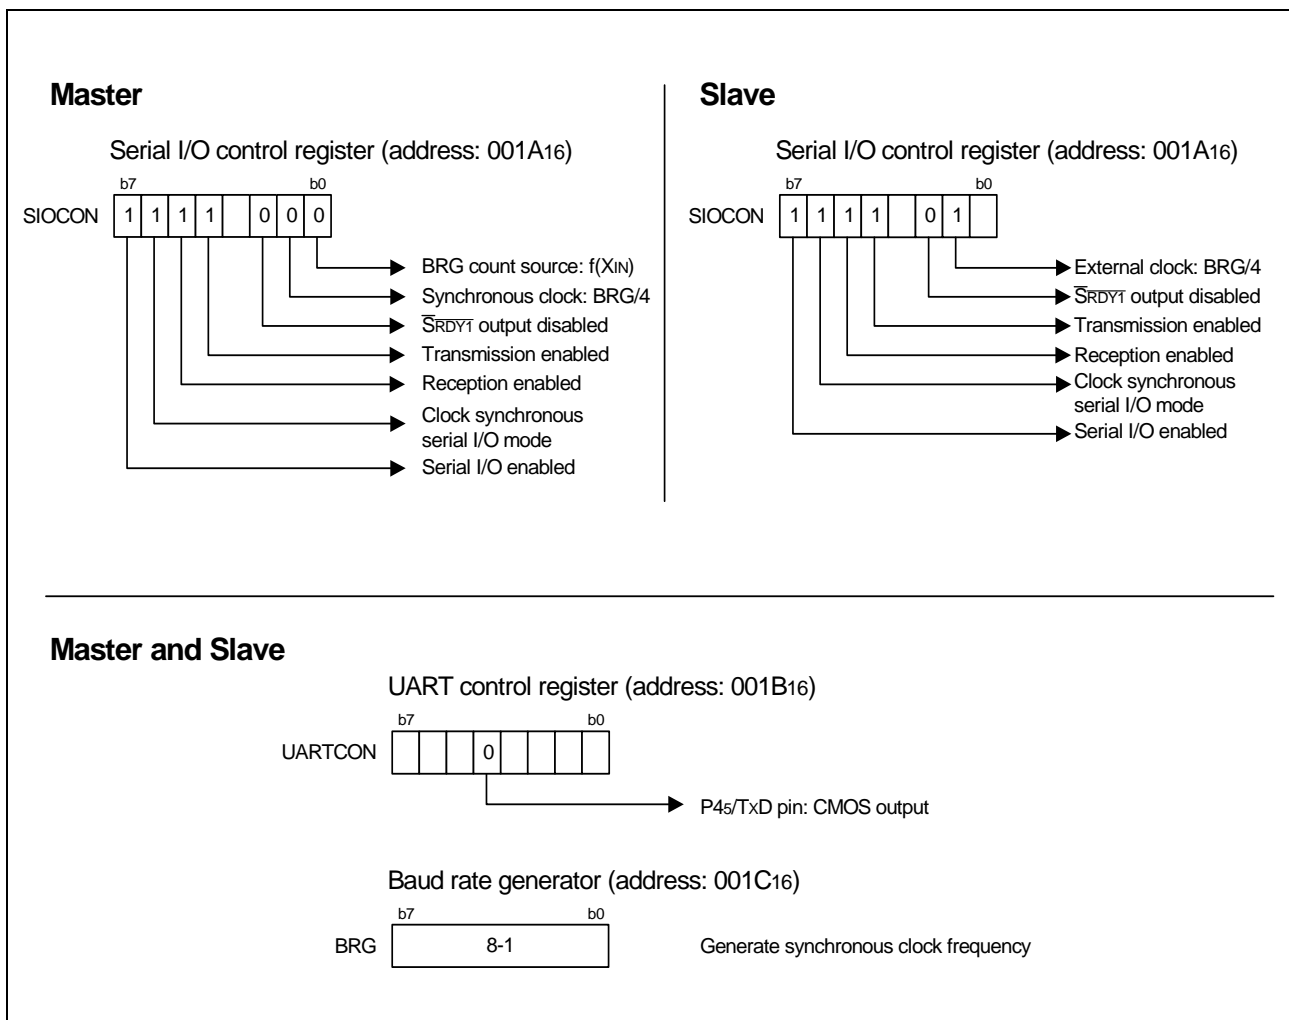 Master
Serial I/O control register (address: 001A16)
b7 b0
SIOCON 1 1 1 1 0 0 0
BRG count source: f(XIN)
Synchronous clock: BRG/4
SRDY1 output disabled
Transmission enabled
Reception enabled
Clock synchronous
serial I/O mode
Serial I/O enabled
Slave
Serial I/O control register (address: 001A16)
b7 b0
SIOCON 1 1 1 1 0 1
External clock: BRG/4
SRDY1 output disabled
Transmission enabled
Reception enabled
Clock synchronous
serial I/O mode
Serial I/O enabled
Master and Slave
UART control register (address: 001B16)
b7 b0
UARTCON 0
P45/TxD pin: CMOS output
Baud rate generator (address: 001C16)
b7 b0
BRG 8-1 Generate synchronous clock frequency